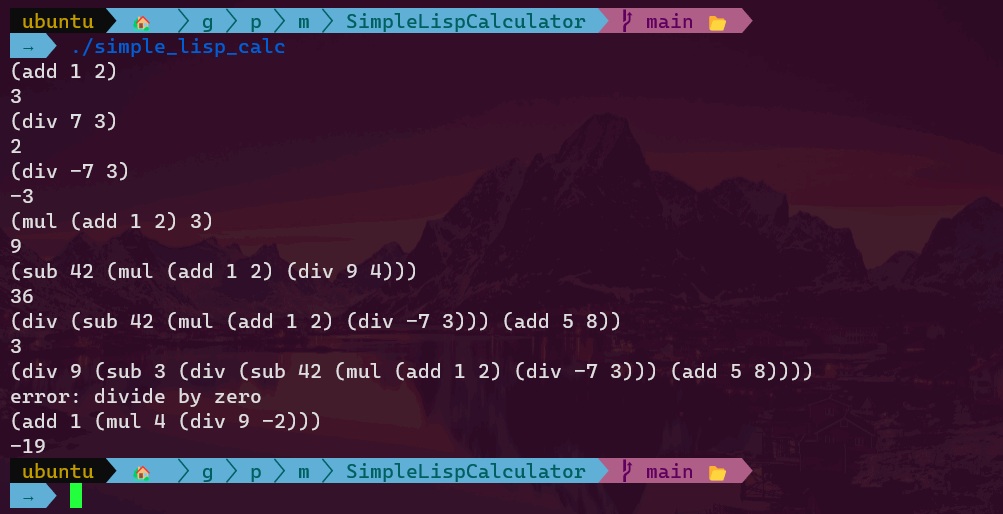 ubuntu g p m SimpleLispCalculator main
→ ./simple_lisp_calc
(add 1 2)
3
(div 7 3)
2
(div -7 3)
-3
(mul (add 1 2) 3)
9
(sub 42 (mul (add 1 2) (div 9 4)))
36
(div (sub 42 (mul (add 1 2) (div -7 3))) (add 5 8))
3
(div 9 (sub 3 (div (sub 42 (mul (add 1 2) (div -7 3))) (add 5 8))))
error: divide by zero
(add 1 (mul 4 (div 9 -2)))
-19
ubuntu g p m SimpleLispCalculator main
→